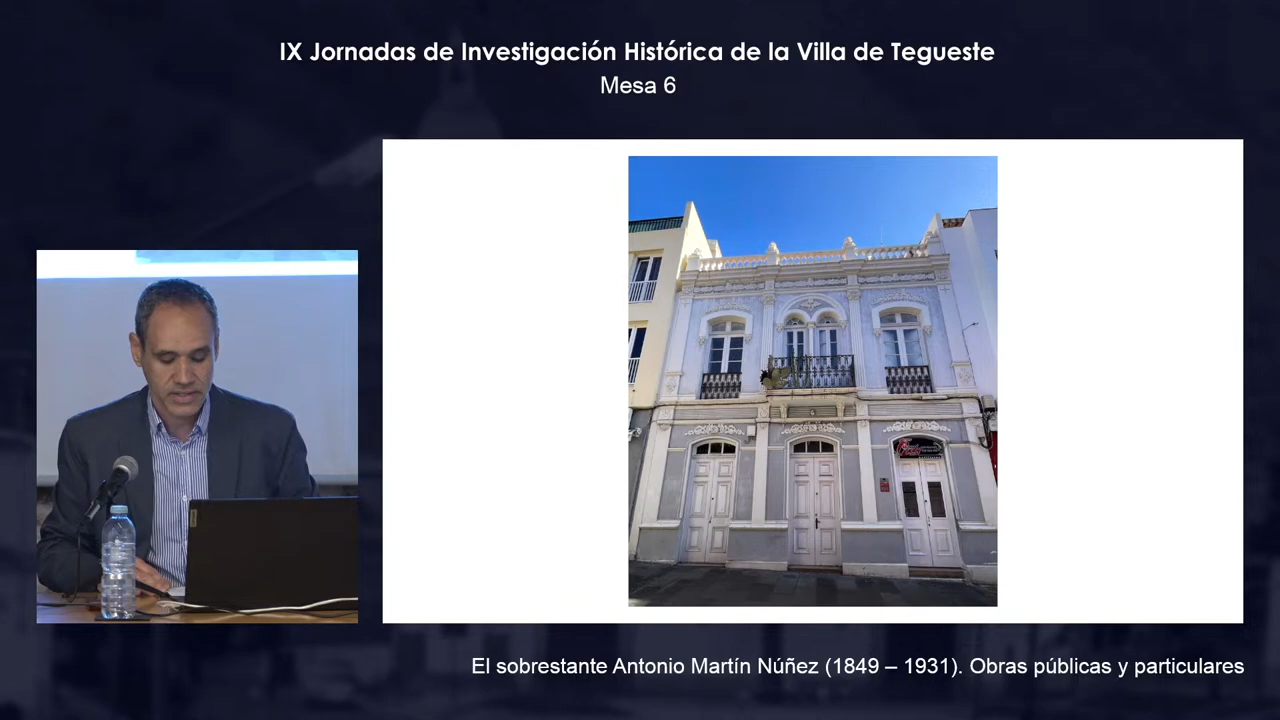 IX Jornadas de Investigación Histórica de la Villa de Tegueste
Mesa 6
El sobrestante Antonio Martín Núñez (1849 – 1931). Obras públicas y particulares